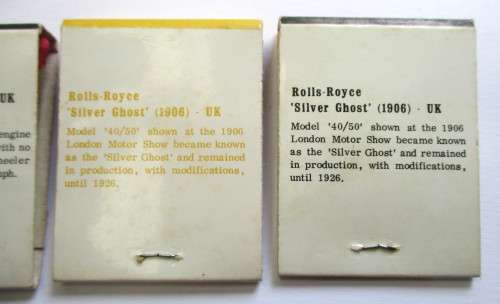 UK
engine
with no
wheeler
mph.
Rolls-Royce
'Silver Ghost' (1906) - UK
Model '40/50' shown at the 1906
London Motor Show became known
as the 'Silver Ghost' and remained
in production, with modifications,
until 1926.
Rolls-Royce
'Silver Ghost' (1906) - UK
Model '40/50' shown at the 1906
London Motor Show became known
as the 'Silver Ghost' and remained
in production, with modifications,
until 1926.